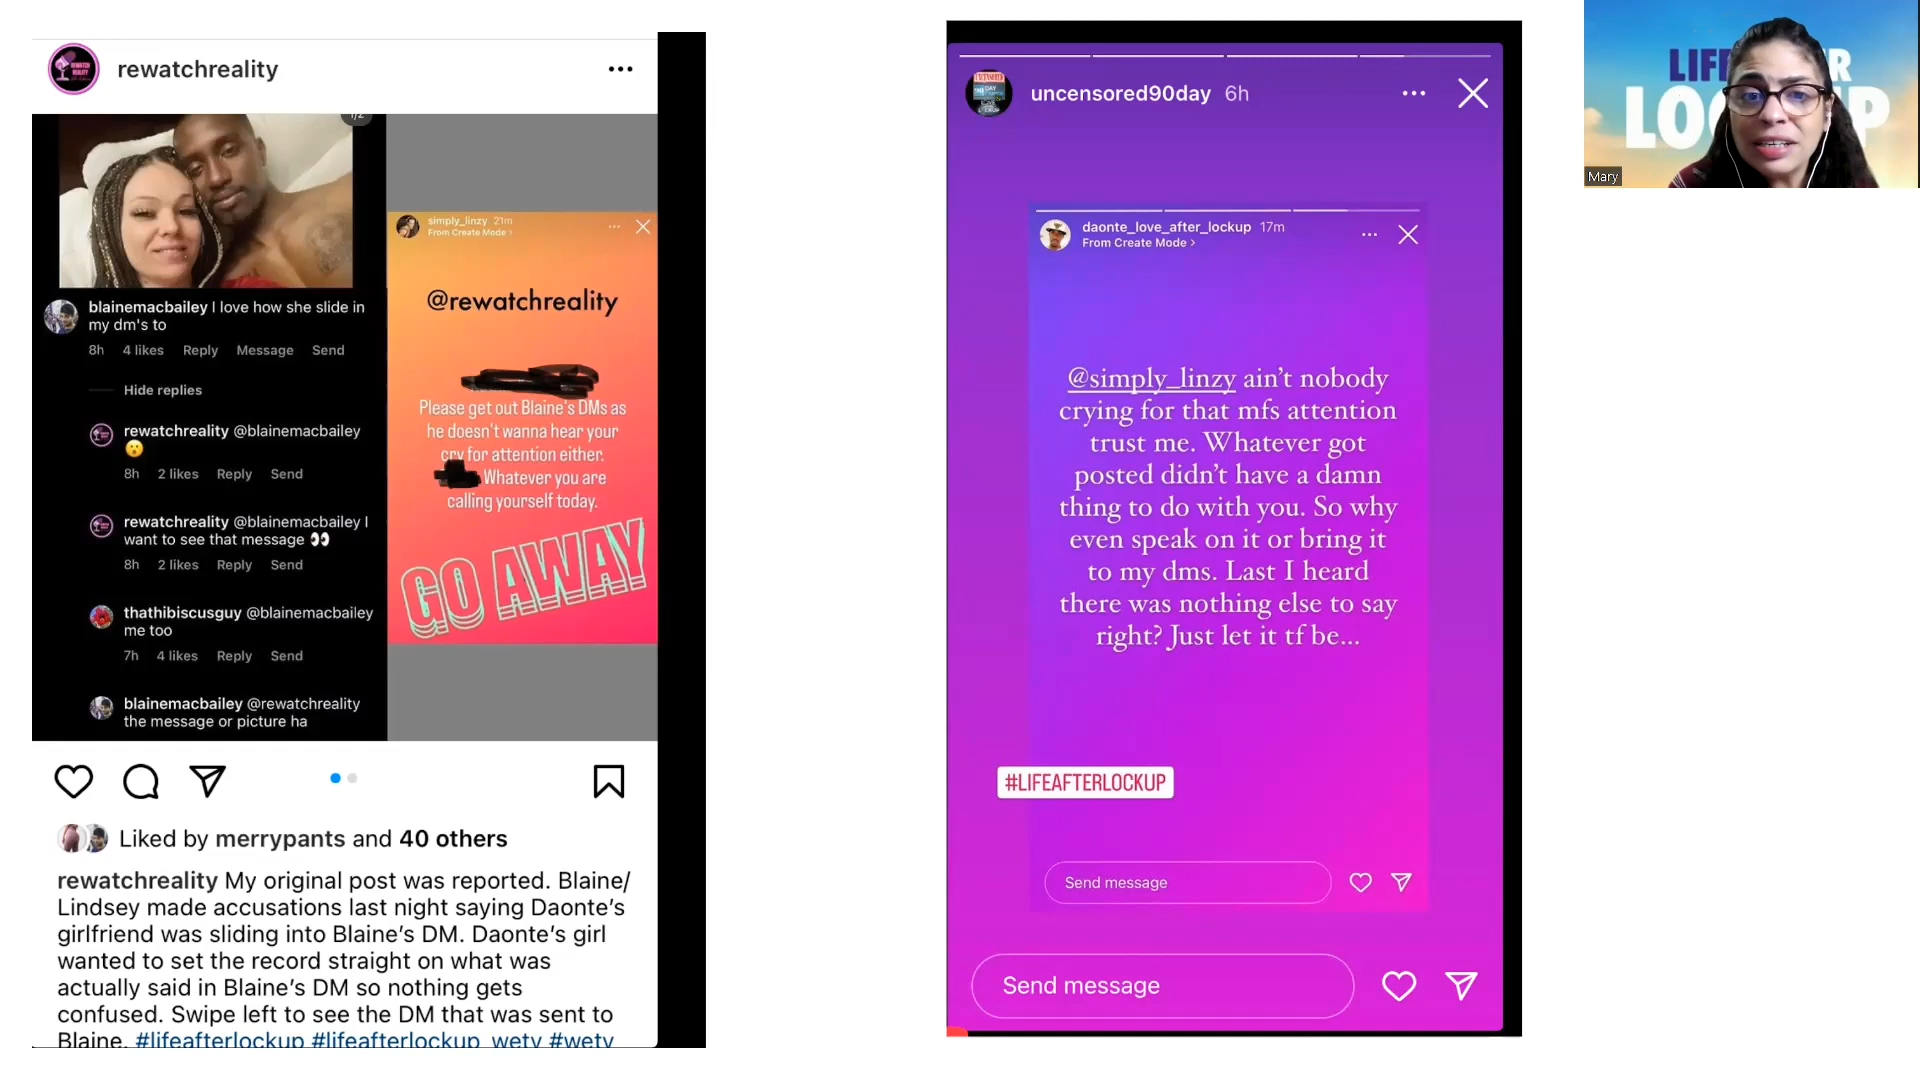 rewatchreality
1/2
blainemacbailey I love how she slide in
my dm's to
8h 4 likes Reply Message Send
Hide replies
rewatchreality @blainemacbailey
😮
8h 2 likes Reply Send
rewatchreality @blainemacbailey I
want to see that message 👀
8h 2 likes Reply Send
thathibiscusguy @blainemacbailey
me too
7h 4 likes Reply Send
blainemacbailey @rewatchreality
the message or picture ha
simply_linzy 21m
From Create Mode >
@rewatchreality
Please get out Blaine's DMs as
he doesn't wanna hear your
cry for attention either.
Whatever you are
calling yourself today.
GO AWAY
Liked by merrypants and 40 others
rewatchreality My original post was reported. Blaine/
Lindsey made accusations last night saying Daonte's
girlfriend was sliding into Blaine's DM. Daonte's girl
wanted to set the record straight on what was
actually said in Blaine's DM so nothing gets
confused. Swipe left to see the DM that was sent to
Blaine. #lifeafterlockup #lifeafterlockup_wetv #wetv
uncensored90day 6h
daonte_love_after_lockup 17m
From Create Mode >
@simply_linzy ain't nobody
crying for that mfs attention
trust me. Whatever got
posted didn't have a damn
thing to do with you. So why
even speak on it or bring it
to my dms. Last I heard
there was nothing else to say
right? Just let it tf be...
#LIFEAFTERLOCKUP
Send message
Send message
Mary